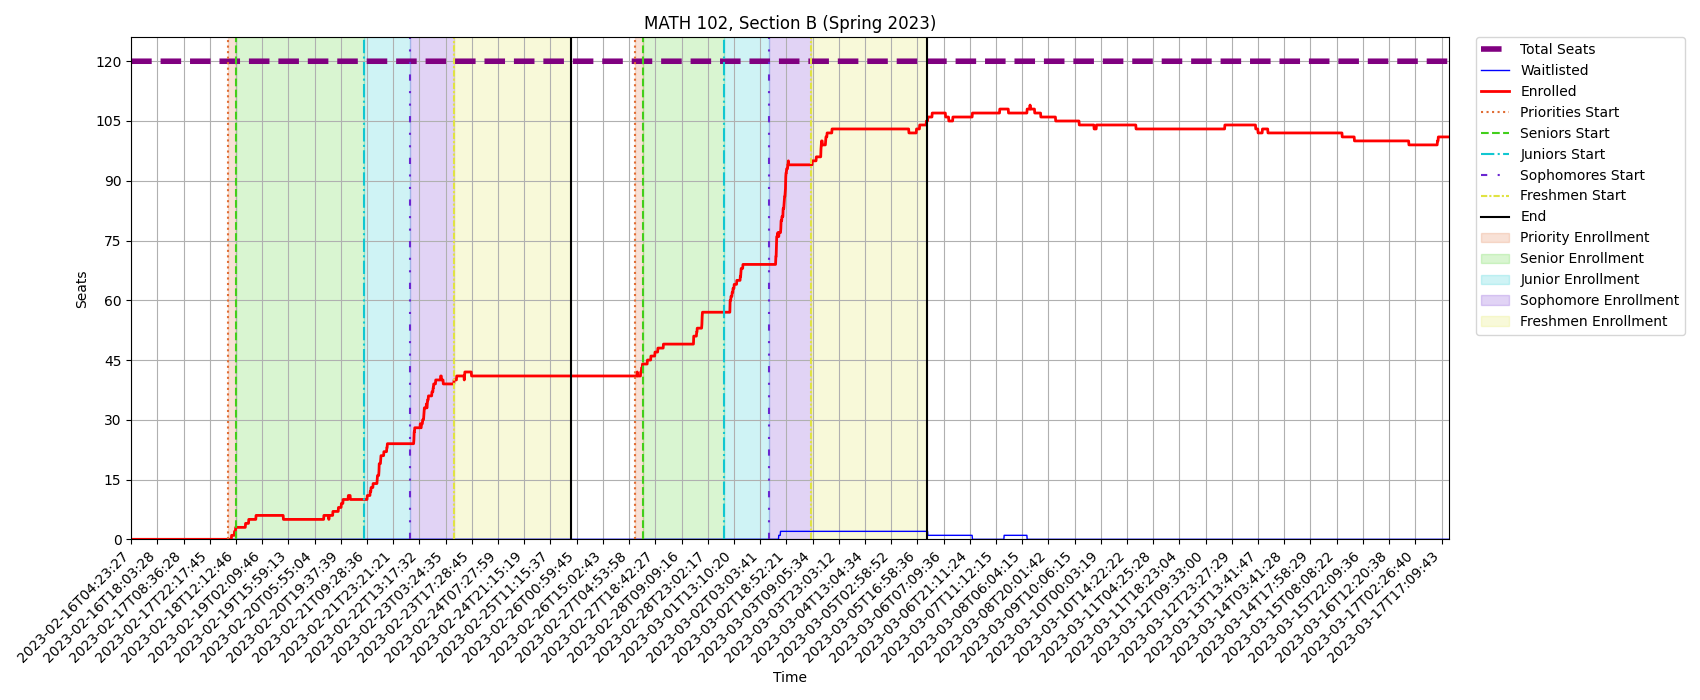 MATH 102, Section B (Spring 2023)
Seats
120
105
90
75
60
45
30
15
0
2023-02-16T04:23:27
2023-02-16T18:03:28
2023-02-17T08:36:28
2023-02-17T22:17:45
2023-02-18T12:12:46
2023-02-19T02:09:46
2023-02-19T15:59:13
2023-02-20T05:55:04
2023-02-20T19:37:39
2023-02-21T09:28:36
2023-02-21T23:21:21
2023-02-22T13:17:32
2023-02-23T03:24:35
2023-02-23T17:28:45
2023-02-24T07:27:59
2023-02-24T21:15:19
2023-02-25T11:15:37
2023-02-26T00:59:45
2023-02-26T15:02:43
2023-02-27T04:53:58
2023-02-27T18:42:27
2023-02-28T09:09:16
2023-02-28T23:02:17
2023-03-01T13:10:20
2023-03-02T03:03:41
2023-03-02T18:52:21
2023-03-03T09:05:34
2023-03-03T23:03:12
2023-03-04T13:04:34
2023-03-05T02:58:52
2023-03-05T16:58:36
2023-03-06T07:09:36
2023-03-06T21:11:24
2023-03-07T11:12:15
2023-03-08T06:04:15
2023-03-08T20:01:42
2023-03-09T10:06:15
2023-03-10T00:03:19
2023-03-10T14:22:22
2023-03-11T04:25:28
2023-03-11T18:23:04
2023-03-12T09:33:00
2023-03-12T23:27:29
2023-03-13T13:41:47
2023-03-14T03:41:28
2023-03-14T17:58:29
2023-03-15T08:08:22
2023-03-15T22:09:36
2023-03-16T12:20:38
2023-03-17T02:26:40
2023-03-17T17:09:43
Time
Total Seats
Waitlisted
Enrolled
Priorities Start
Seniors Start
Juniors Start
Sophomores Start
Freshmen Start
End
Priority Enrollment
Senior Enrollment
Junior Enrollment
Sophomore Enrollment
Freshmen Enrollment